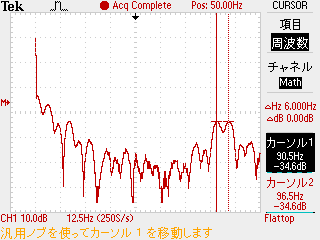 Tek Acq Complete Pos: 50.00Hz CURSOR
項目
周波数
チャネル
Math
M
ΔHz 6.000Hz
ΔdB 0.00dB
カーソル1
90.5Hz
-34.6dB
カーソル2
96.5Hz
-34.6dB
CH1 10.0dB 12.5Hz (250S/s) Flattop
汎用ノブを使ってカーソル 1 を移動します